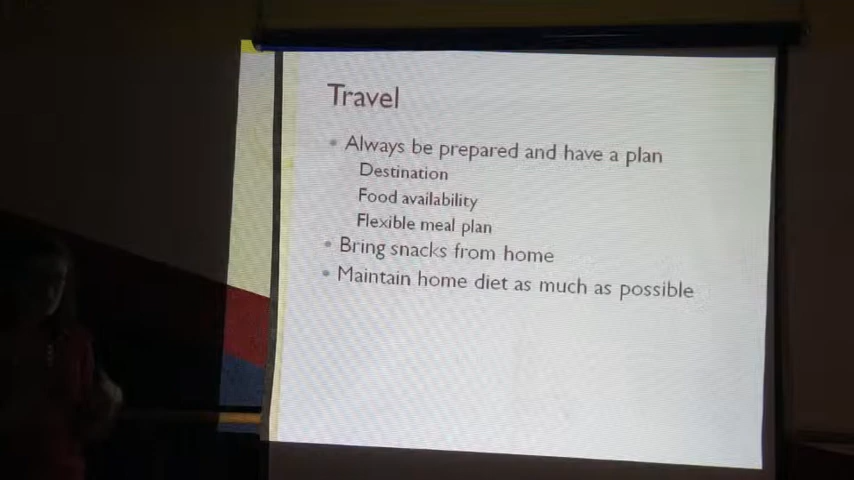 Travel
• Always be prepared and have a plan
Destination
Food availability
Flexible meal plan
• Bring snacks from home
• Maintain home diet as much as possible